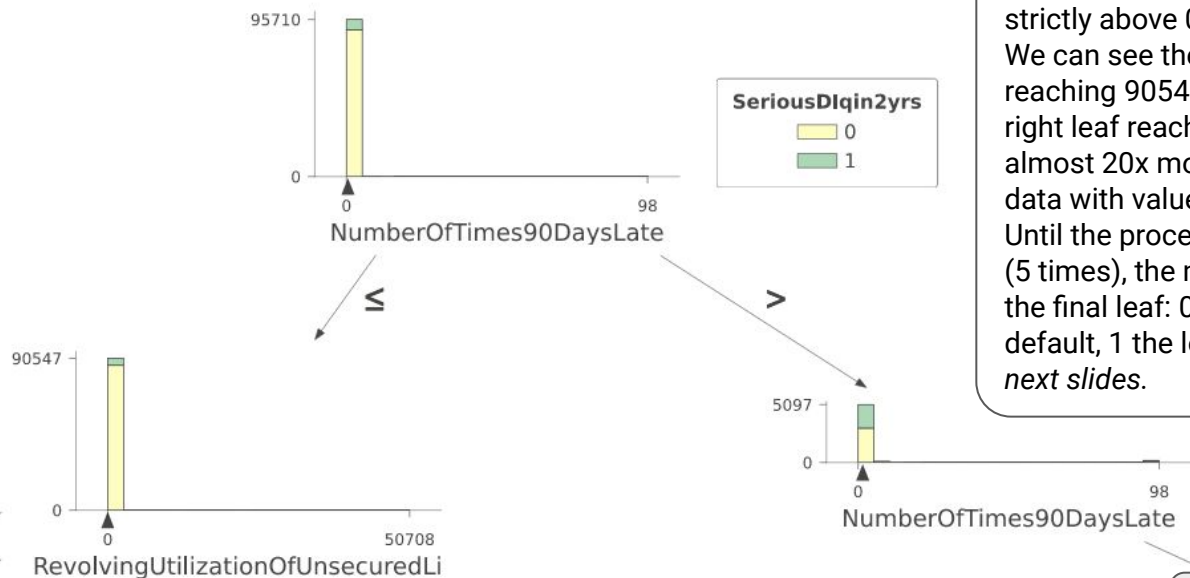 95710
0
0
98
NumberOfTimes90DaysLate
SeriousDlqin2yrs
0
1
≤
>
90547
0
0
50708
RevolvingUtilizationOfUnsecuredLi
5097
0
0
98
NumberOfTimes90DaysLate
strictly above
We can see the
reaching 9054
right leaf reach
almost 20x mo
data with value
Until the proce
(5 times), the
the final leaf: 0
default, 1 the
next slides.